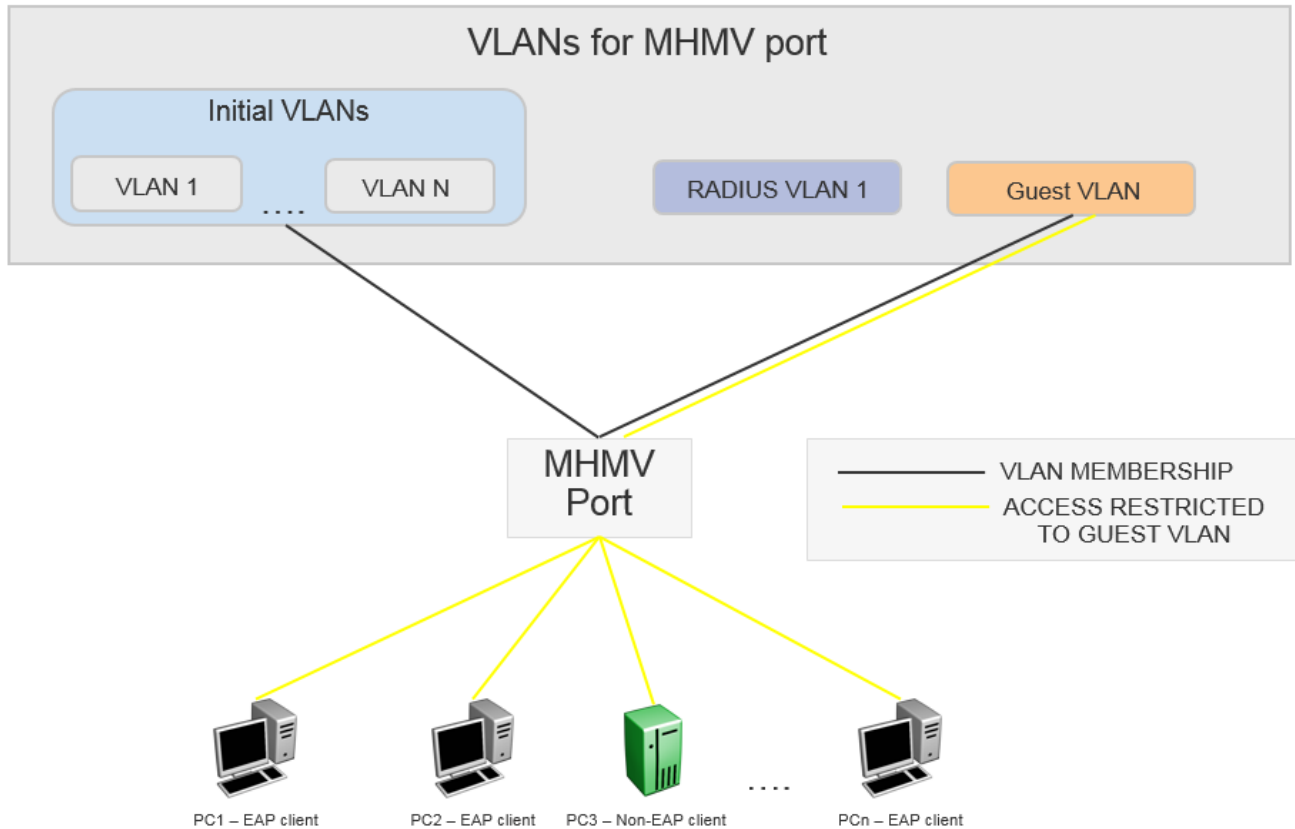 VLANs for MHMV port
Initial VLANs
VLAN 1
....
VLAN N
RADIUS VLAN 1
Guest VLAN
MHMV
Port
VLAN MEMBERSHIP
ACCESS RESTRICTED
TO GUEST VLAN
....
PC1 – EAP client
PC2 – EAP client
PC3 – Non-EAP client
PCn – EAP client